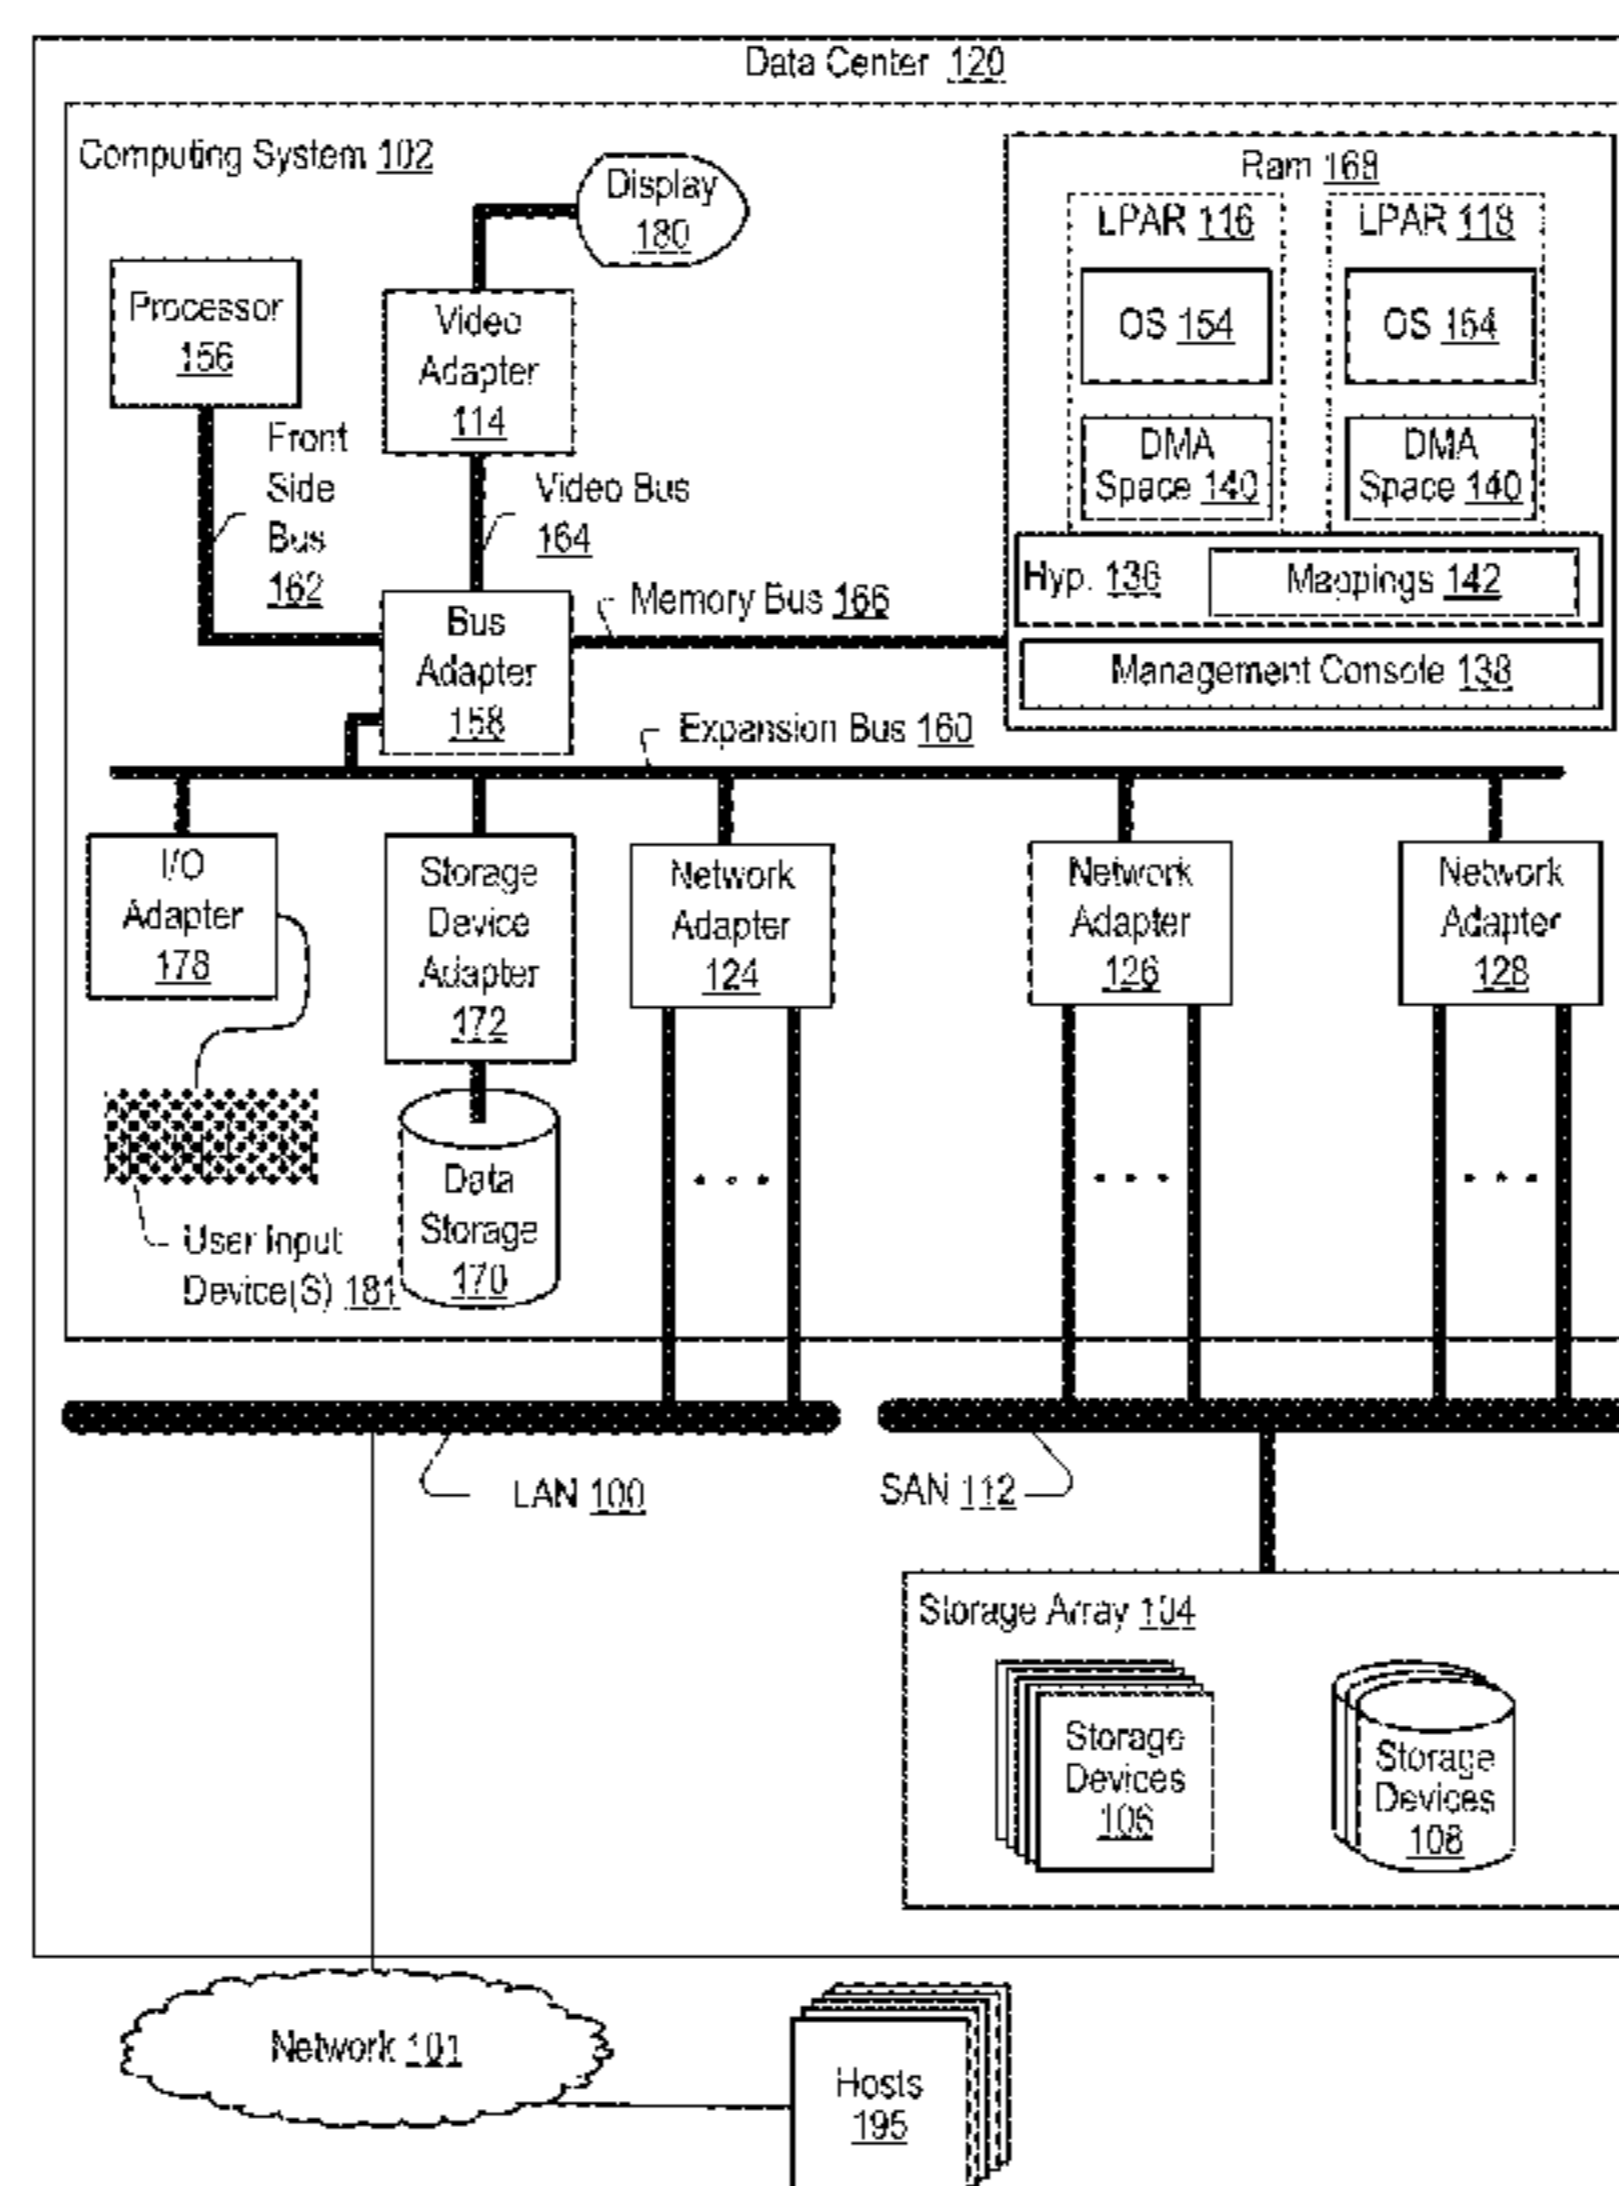 Data Center 120
Computing System 102
Display
180
Ram 168
LPAR 116
LPAR 118
Processor
156
Video
Adapter
114
OS 154
OS 154
Front
Side
Bus
162
Video Bus
164
DMA
Space 140
DMA
Space 140
Hyp. 136
Mappings 142
Bus
Adapter
158
Memory Bus 166
Management Console 138
Expansion Bus 160
I/O
Adapter
178
Storage
Device
Adapter
172
Network
Adapter
124
Network
Adapter
126
Network
Adapter
128
Data
Storage
170
User Input
Device(S) 181
LAN 100
SAN 112
Storage Array 104
Storage
Devices
106
Storage
Devices
108
Network 101
Hosts
195